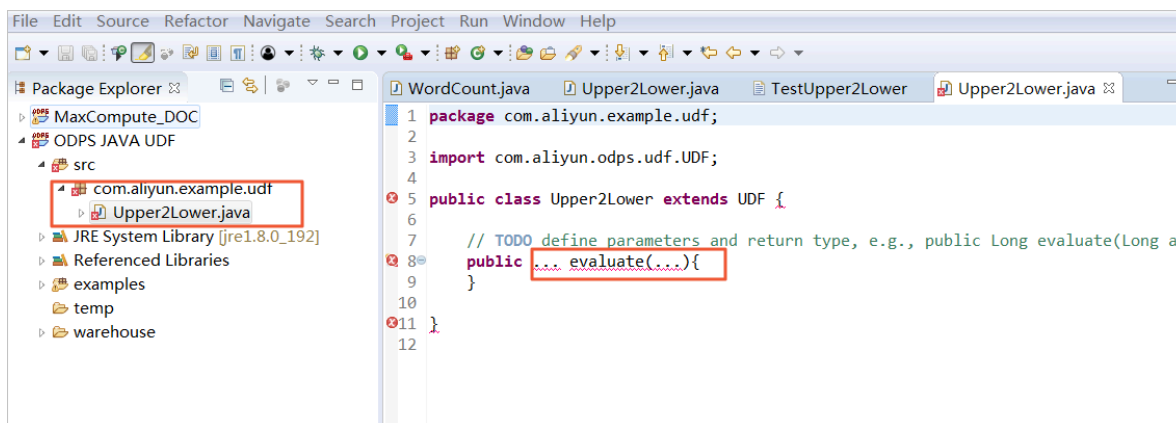 File Edit Source Refactor Navigate Search Project Run Window Help
Package Explorer
MaxCompute_DOC
ODPS JAVA UDF
src
com.aliyun.example.udf
Upper2Lower.java
JRE System Library [jre1.8.0_192]
Referenced Libraries
examples
temp
warehouse
WordCount.java Upper2Lower.java TestUpper2Lower Upper2Lower.java
1 package com.aliyun.example.udf;
2
3 import com.aliyun.odps.udf.UDF;
4
5 public class Upper2Lower extends UDF {
6
7 // TODO define parameters and return type, e.g., public Long evaluate(Long a
8 public ... evaluate(...){
9 }
10
11 }
12